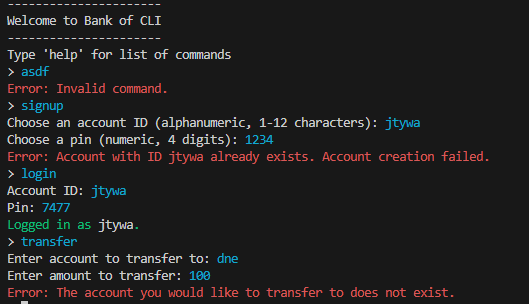 ----------------------
Welcome to Bank of CLI
----------------------
Type 'help' for list of commands
> asdf
Error: Invalid command.
> signup
Choose an account ID (alphanumeric, 1-12 characters): jtywa
Choose a pin (numeric, 4 digits): 1234
Error: Account with ID jtywa already exists. Account creation failed.
> login
Account ID: jtywa
Pin: 7477
Logged in as jtywa.
> transfer
Enter account to transfer to: dne
Enter amount to transfer: 100
Error: The account you would like to transfer to does not exist.